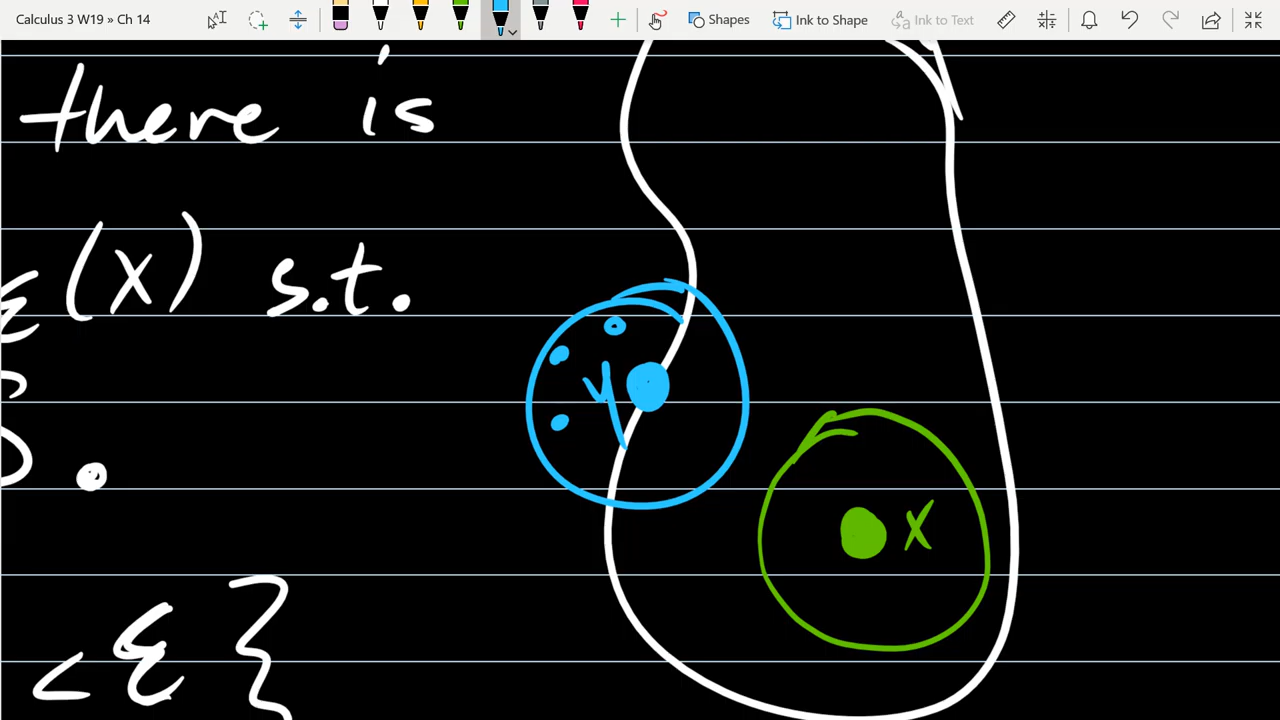 Calculus 3 W19 » Ch 14
Shapes
Ink to Shape
Ink to Text
there is
ε(x) s.t.
.
<ε}
y
x